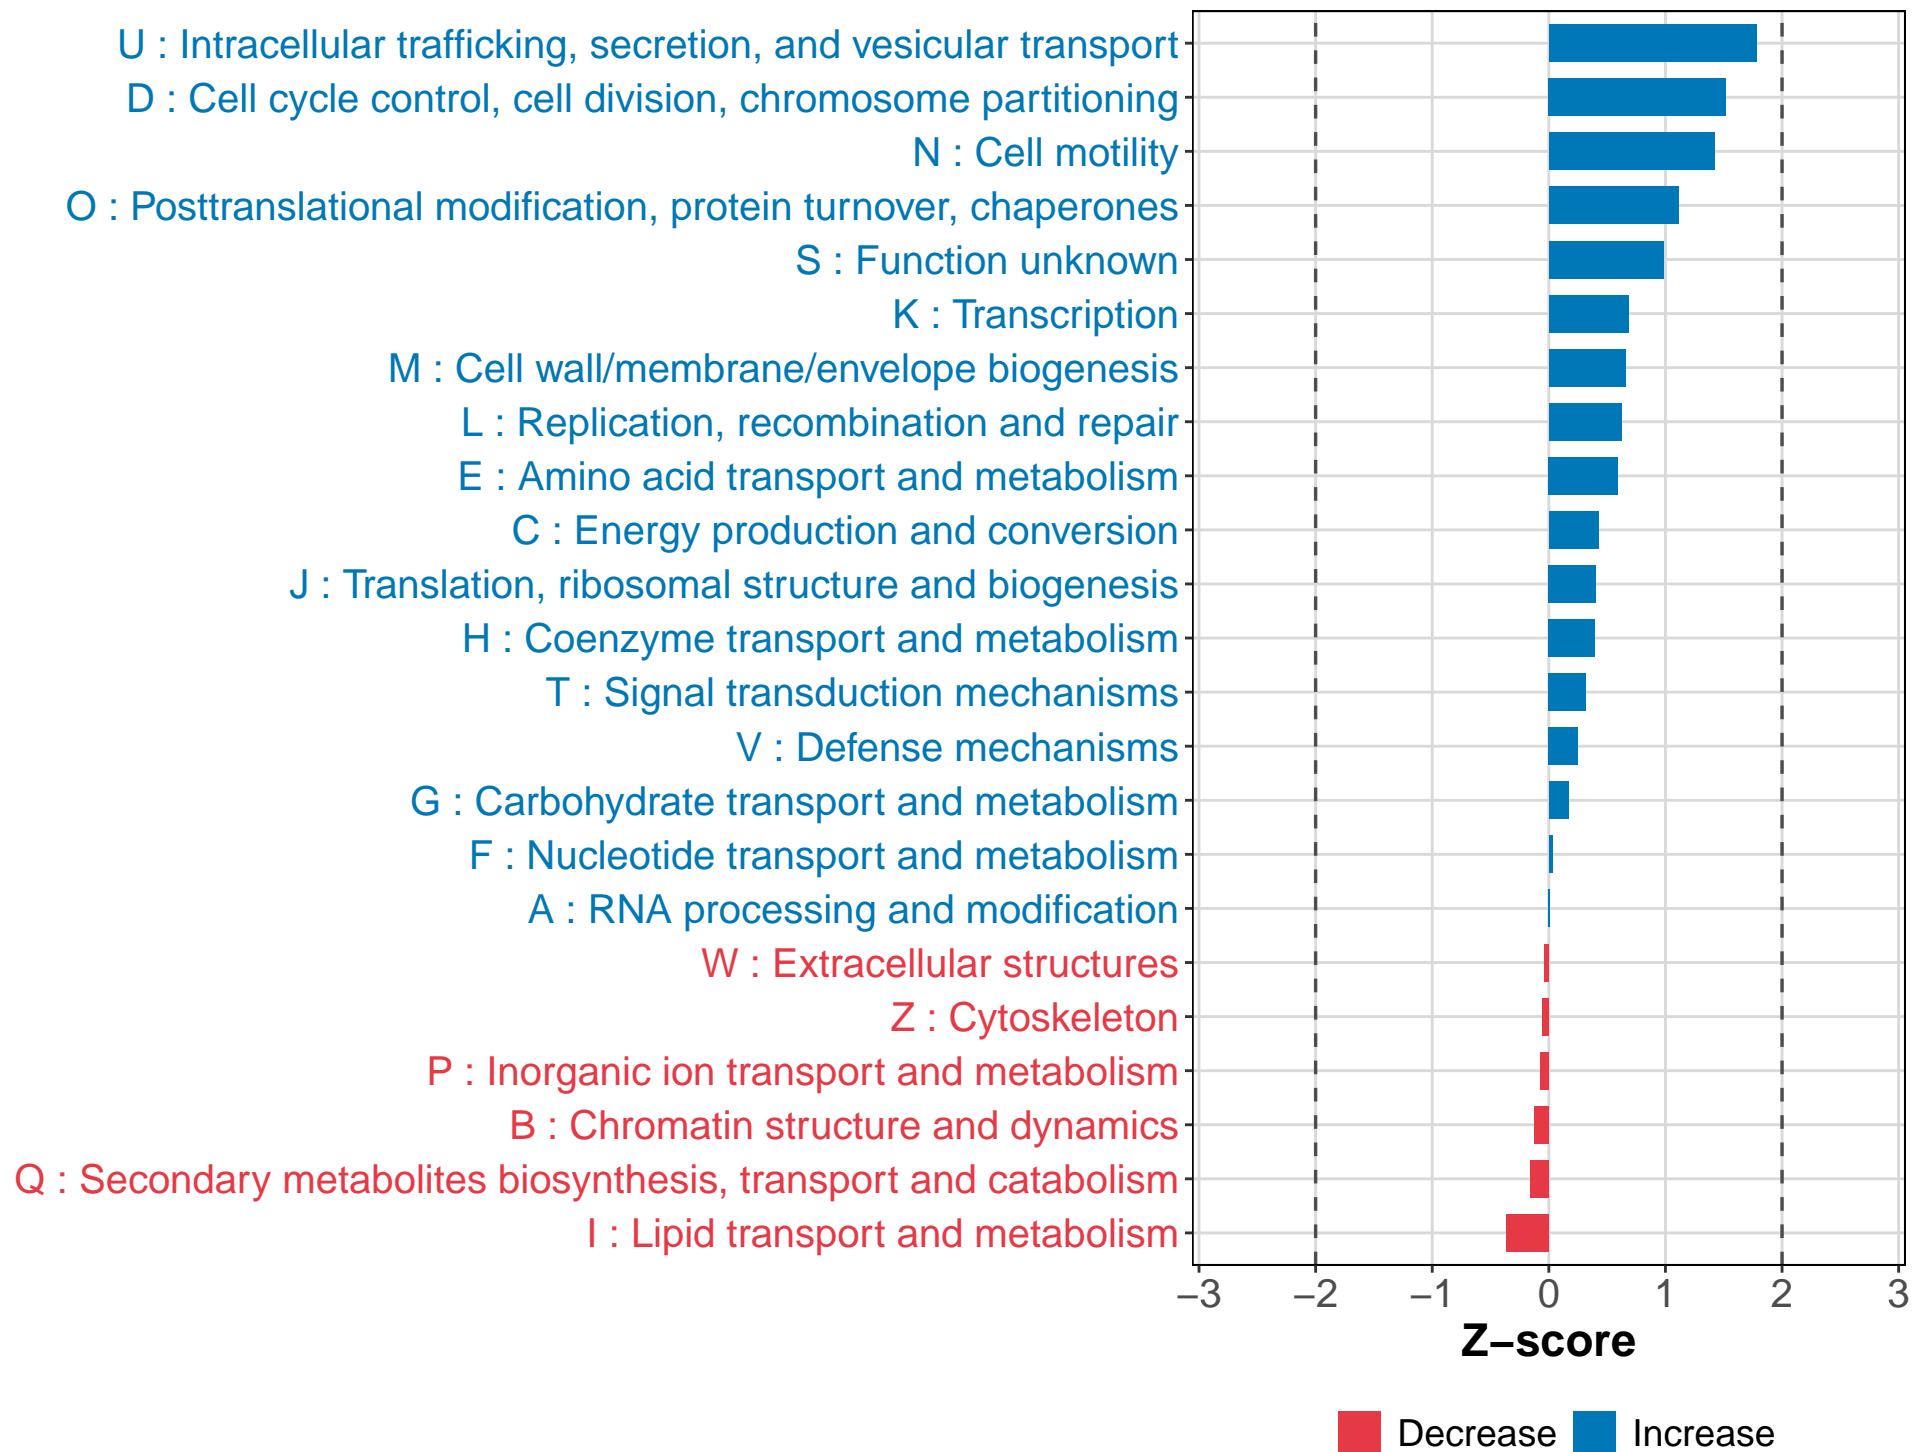 U : Intracellular trafficking, secretion, and vesicular transport
D : Cell cycle control, cell division, chromosome partitioning
N : Cell motility
O : Posttranslational modification, protein turnover, chaperones
S : Function unknown
K : Transcription
M : Cell wall/membrane/envelope biogenesis
L : Replication, recombination and repair
E : Amino acid transport and metabolism
C : Energy production and conversion
J : Translation, ribosomal structure and biogenesis
H : Coenzyme transport and metabolism
T : Signal transduction mechanisms
V : Defense mechanisms
G : Carbohydrate transport and metabolism
F : Nucleotide transport and metabolism
A : RNA processing and modification
W : Extracellular structures
Z : Cytoskeleton
P : Inorganic ion transport and metabolism
B : Chromatin structure and dynamics
Q : Secondary metabolites biosynthesis, transport and catabolism
I : Lipid transport and metabolism
−3 −2 −1 0 1 2 3
Z−score
Decrease Increase